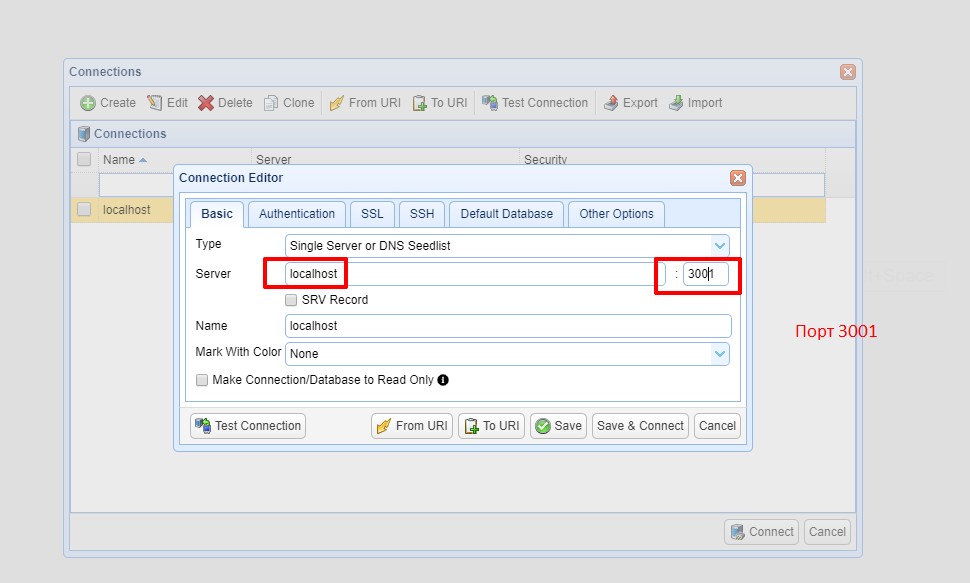 Connections
Create Edit Delete Clone From URI To URI Test Connection Export Import
Connections
Name Server Security
localhost
Connection Editor
Basic Authentication SSL SSH Default Database Other Options
Type Single Server or DNS Seedlist
Server localhost : 3001
SRV Record
Name localhost
Mark With Color None
Make Connection/Database to Read Only
Порт 3001
Test Connection From URI To URI Save Save & Connect Cancel
Connect Cancel